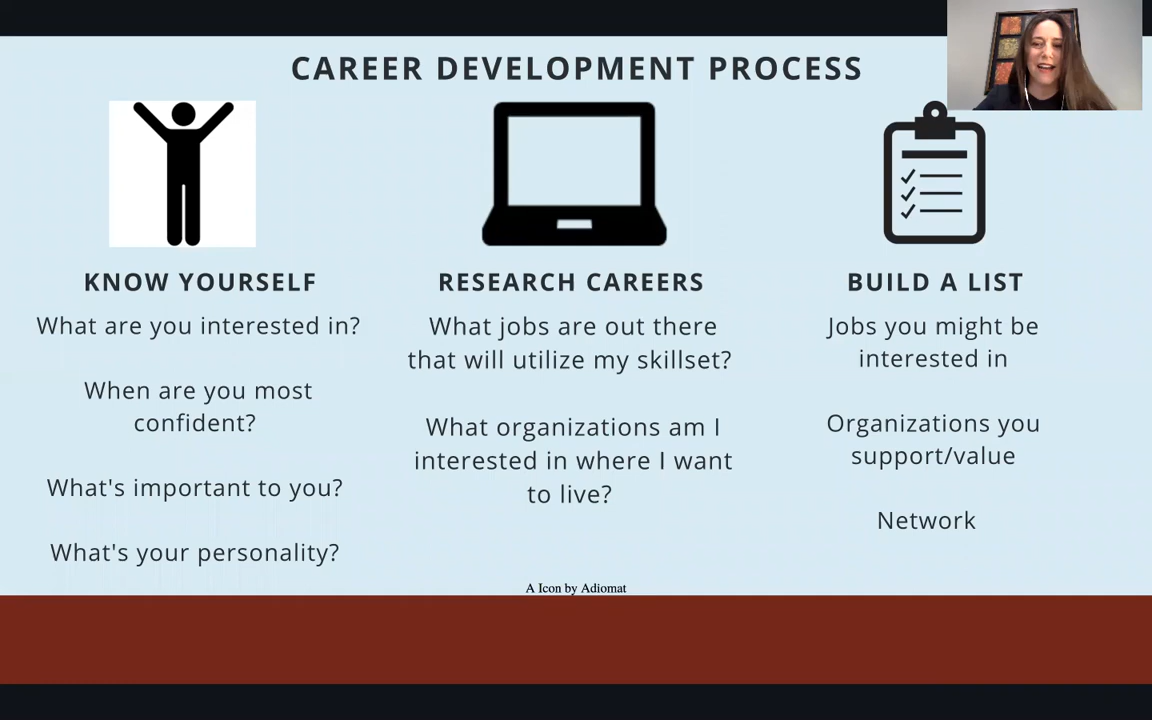 CAREER DEVELOPMENT PROCESS
KNOW YOURSELF
What are you interested in?
When are you most
confident?
What's important to you?
What's your personality?
RESEARCH CAREERS
What jobs are out there
that will utilize my skillset?
What organizations am I
interested in where I want
to live?
BUILD A LIST
Jobs you might be
interested in
Organizations you
support/value
Network
A Icon by Adiomat